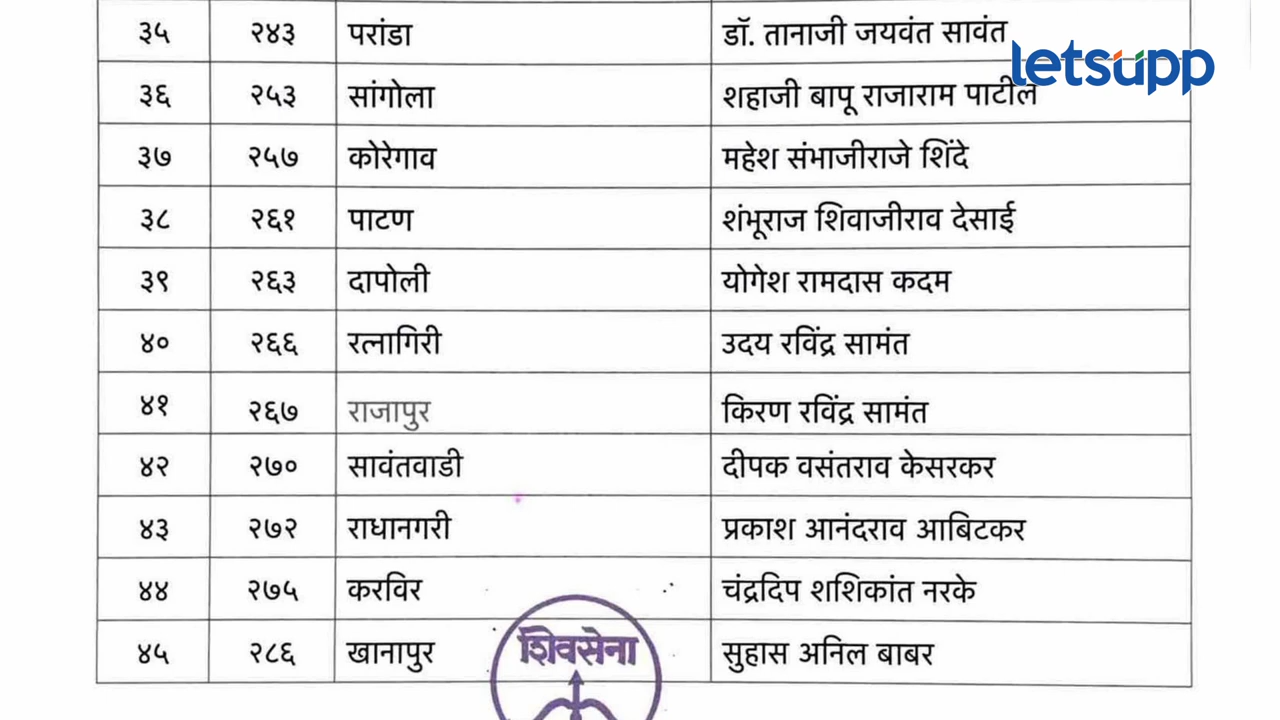 ३५ २४३ परांडा डॉ. तानाजी जयवंत सावंत
letsupp
३६ २५३ सांगोला शहाजी बापू राजाराम पाटील
३७ २५७ कोरेगाव महेश संभाजीराजे शिंदे
३८ २६१ पाटण शंभूराज शिवाजीराव देसाई
३९ २६३ दापोली योगेश रामदास कदम
४० २६६ रत्नागिरी उदय रविंद्र सामंत
४१ २६७ राजापुर किरण रविंद्र सामंत
४२ २७० सावंतवाडी दीपक वसंतराव केसरकर
४३ २७२ राधानगरी प्रकाश आनंदराव आबिटकर
४४ २७५ करविर चंद्रदिप शशिकांत नरके
४५ २८६ खानापुर सुहास अनिल बाबर
शिवसेना